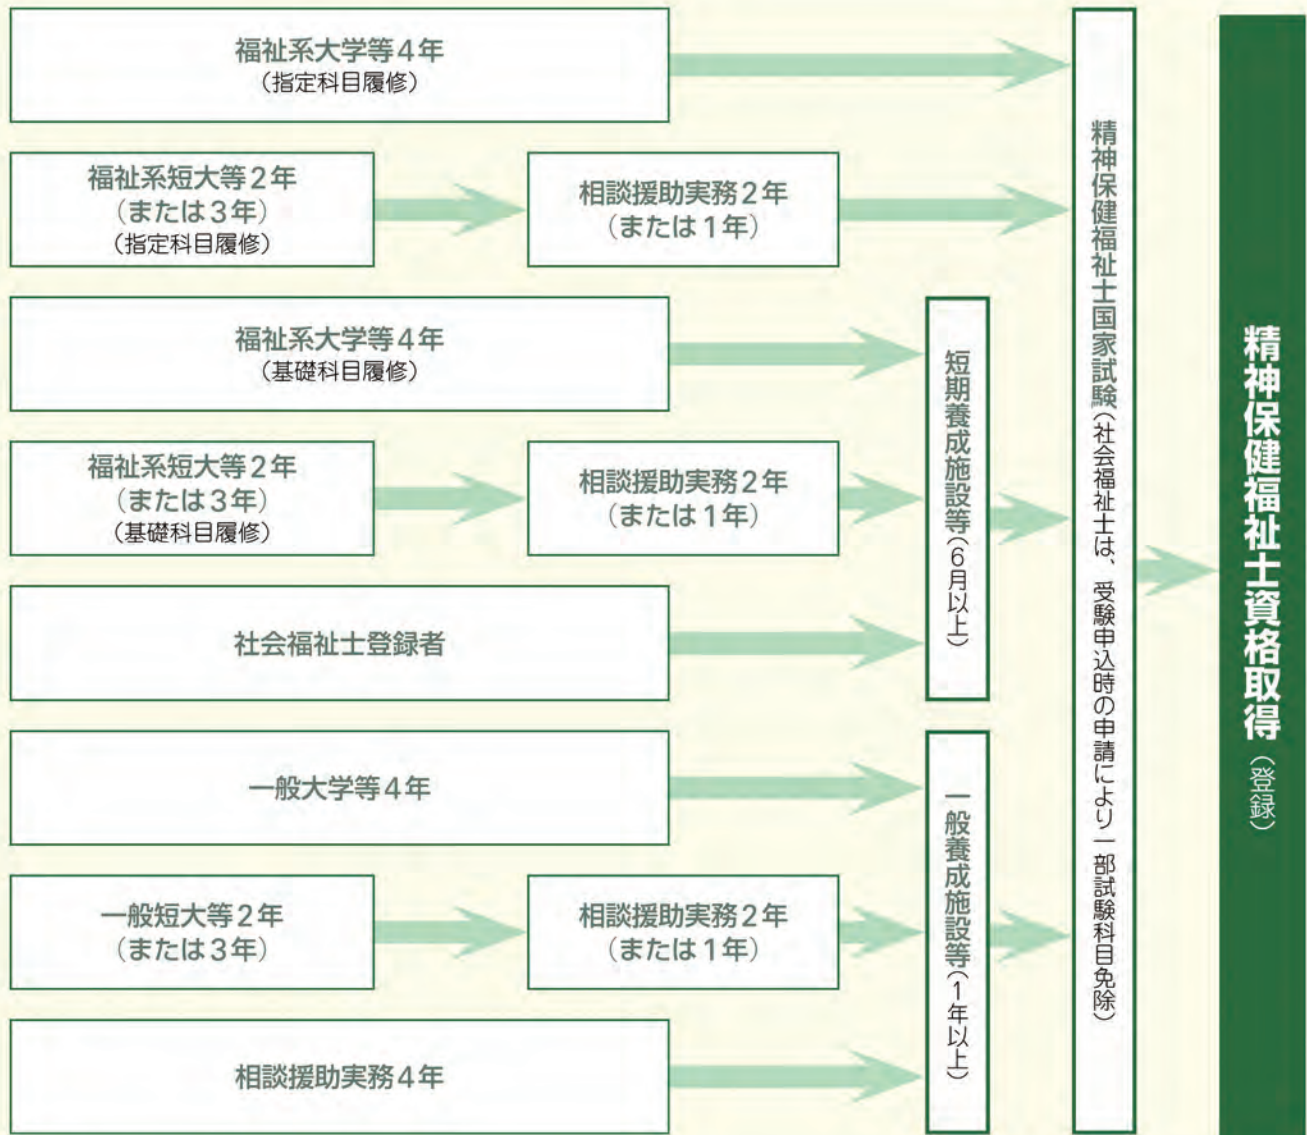 福祉系大学等4年
（指定科目履修）
福祉系短大等2年
（または3年）
（指定科目履修）
相談援助実務2年
（または1年）
福祉系大学等4年
（基礎科目履修）
福祉系短大等2年
（または3年）
（基礎科目履修）
相談援助実務2年
（または1年）
社会福祉士登録者
短期養成施設等（6月以上）
一般大学等4年
一般短大等2年
（または3年）
相談援助実務2年
（または1年）
相談援助実務4年
一般養成施設等（1年以上）
精神保健福祉士国家試験（社会福祉士は、受験申込時の申請により一部試験科目免除）
精神保健福祉士資格取得（登録）